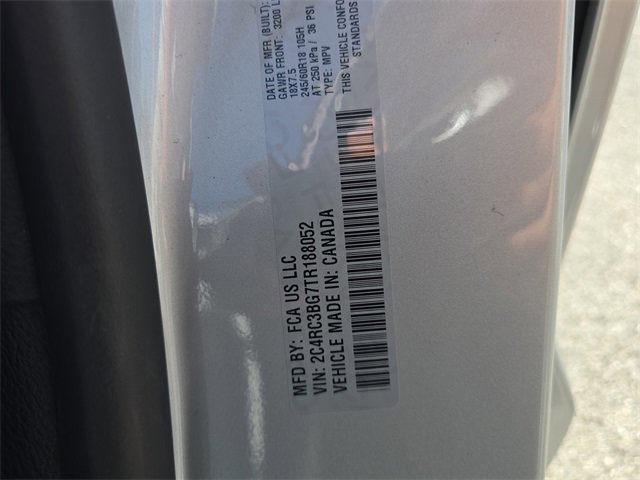 MFD BY: FCA US LLC
VIN: 2C4RC3BG7TR188052
VEHICLE MADE IN: CANADA
DATE OF MFR (BUILT):
GAWR FRONT: 3200 L
18X7.5
245/60R18 105H
AT 250 kPa / 36 PSI
TYPE: MPV
THIS VEHICLE CONFO
STANDARDS